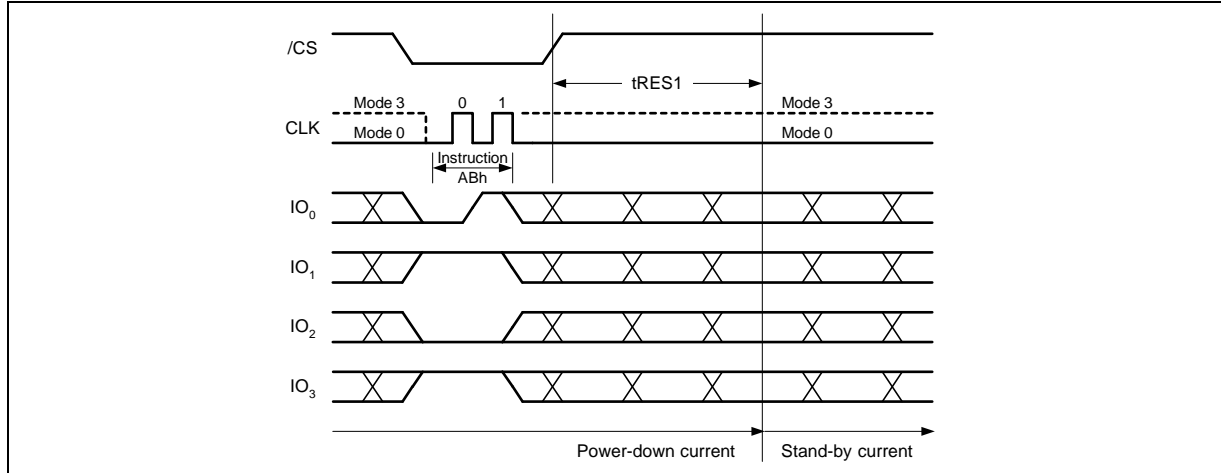 /CS
tRES1
Mode 3 0 1 Mode 3
CLK
Mode 0 Mode 0
Instruction
ABh
IO0
IO1
IO2
IO3
Power-down current Stand-by current